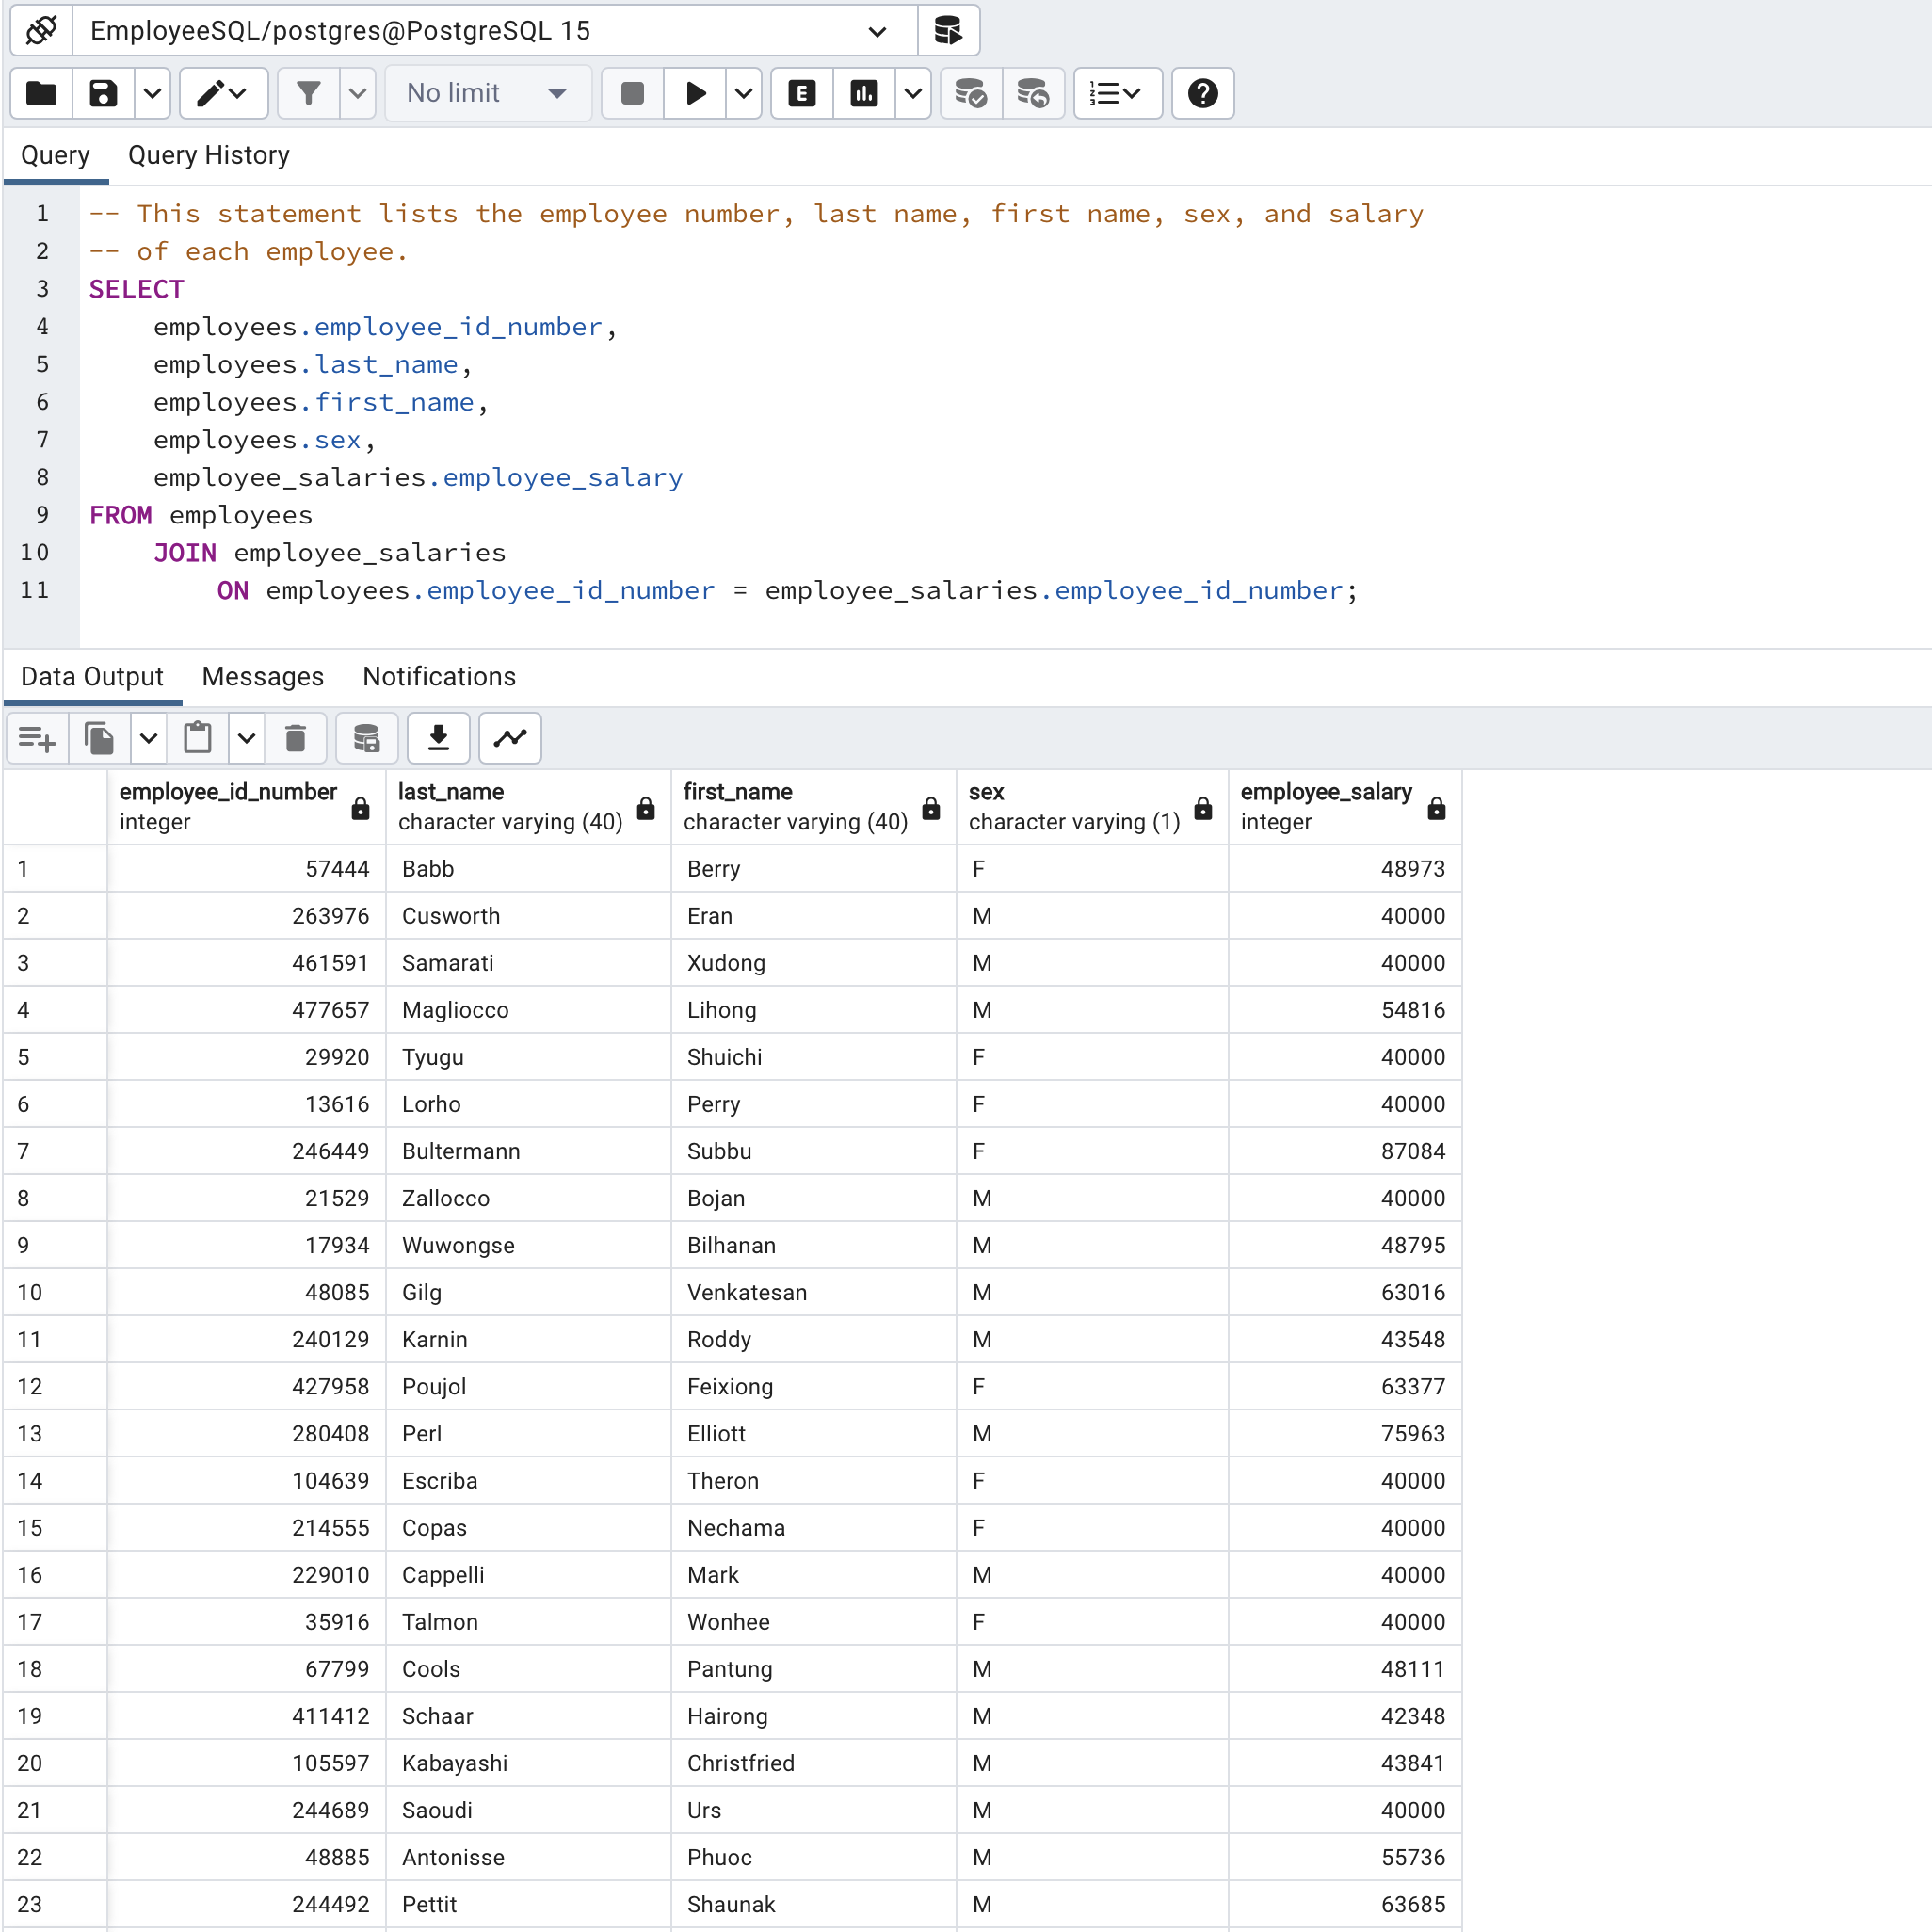 EmployeeSQL/postgres@PostgreSQL 15
No limit
E
Query Query History
1 -- This statement lists the employee number, last name, first name, sex, and salary
2 -- of each employee.
3 SELECT
4 employees.employee_id_number,
5 employees.last_name,
6 employees.first_name,
7 employees.sex,
8 employee_salaries.employee_salary
9 FROM employees
10 JOIN employee_salaries
11 ON employees.employee_id_number = employee_salaries.employee_id_number;
Data Output Messages Notifications
employee_id_number last_name first_name sex employee_salary
integer character varying (40) character varying (40) character varying (1) integer
1 57444 Babb Berry F 48973
2 263976 Cusworth Eran M 40000
3 461591 Samarati Xudong M 40000
4 477657 Magliocco Lihong M 54816
5 29920 Tyugu Shuichi F 40000
6 13616 Lorho Perry F 40000
7 246449 Bultermann Subbu F 87084
8 21529 Zallocco Bojan M 40000
9 17934 Wuwongse Bilhanan M 48795
10 48085 Gilg Venkatesan M 63016
11 240129 Karnin Roddy M 43548
12 427958 Poujol Feixiong F 63377
13 280408 Perl Elliott M 75963
14 104639 Escriba Theron F 40000
15 214555 Copas Nechama F 40000
16 229010 Cappelli Mark M 40000
17 35916 Talmon Wonhee F 40000
18 67799 Cools Pantung M 48111
19 411412 Schaar Hairong M 42348
20 105597 Kabayashi Christfried M 43841
21 244689 Saoudi Urs M 40000
22 48885 Antonisse Phuoc M 55736
23 244492 Pettit Shaunak M 63685